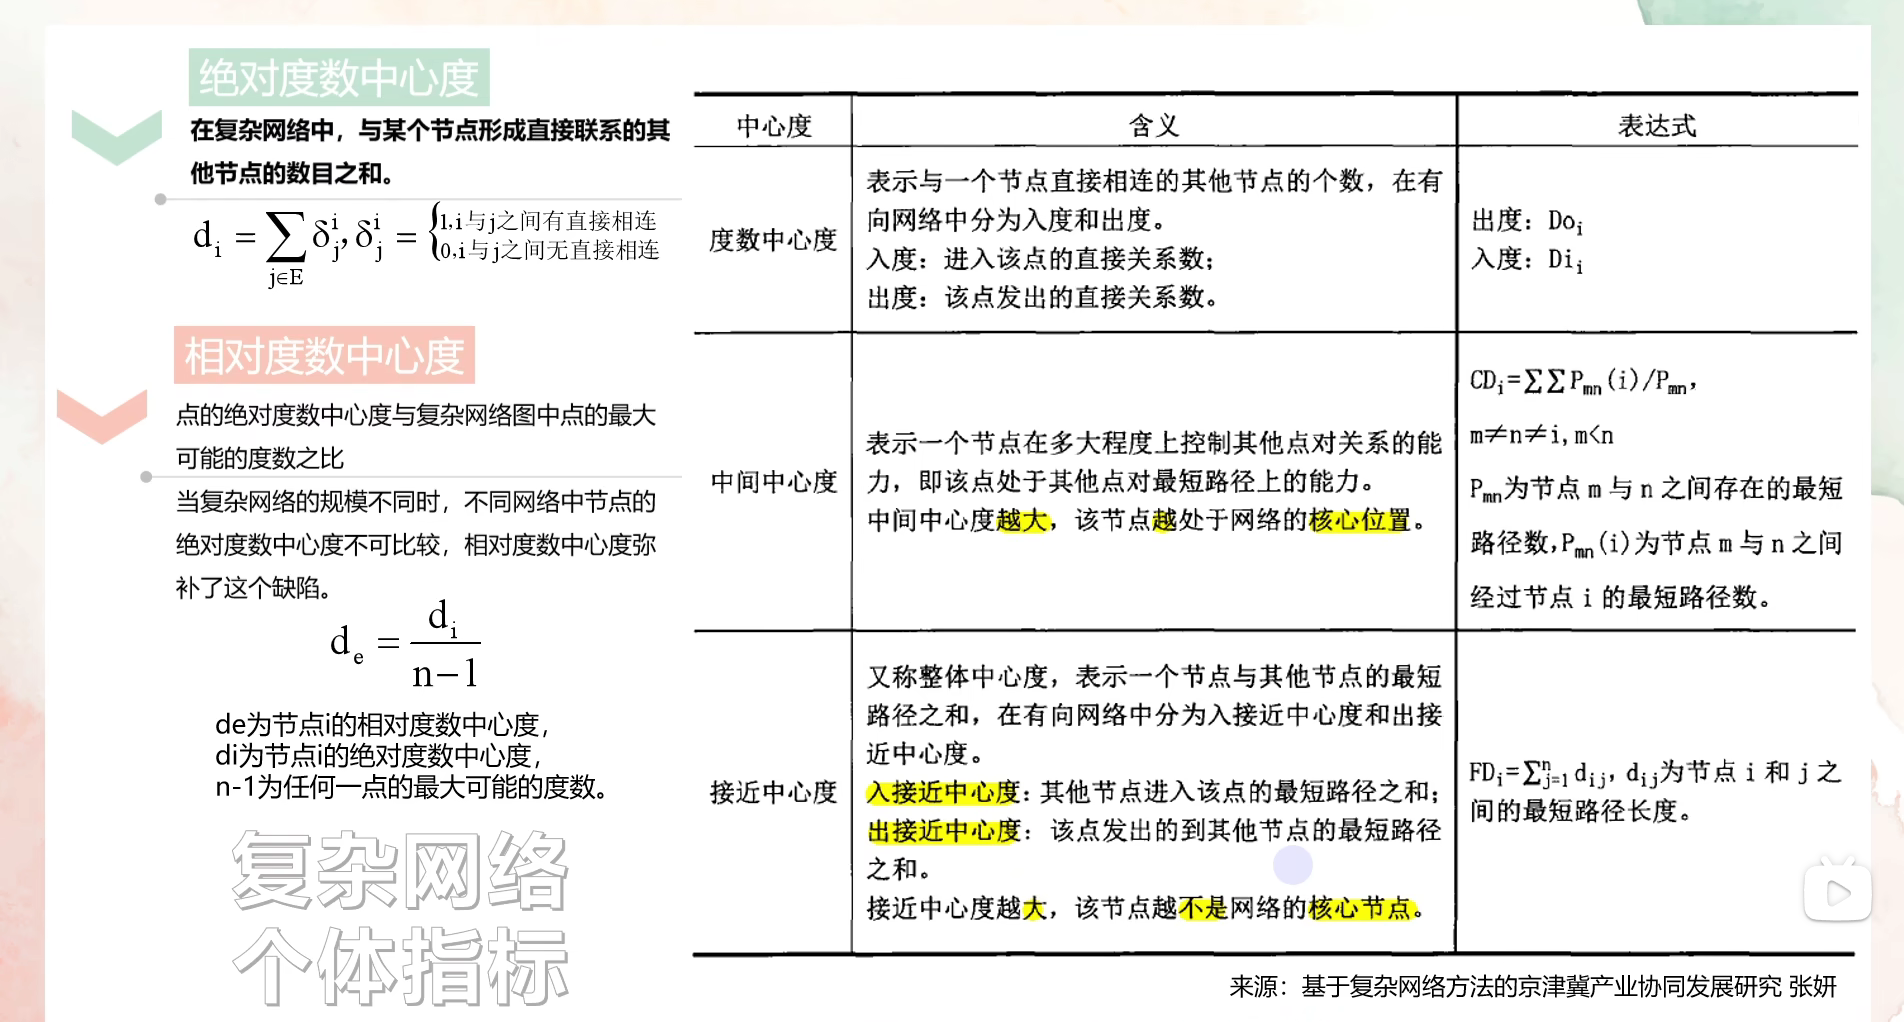 绝对度数中心度
在复杂网络中，与某个节点形成直接联系的其
他节点的数目之和。
d_i = ∑_{j∈E} δ_j^i, δ_j^i = {1,i与j之间有直接相连
0,i与j之间无直接相连
相对度数中心度
点的绝对度数中心度与复杂网络图中点的最大
可能的度数之比
当复杂网络的规模不同时，不同网络中节点的
绝对度数中心度不可比较，相对度数中心度弥
补了这个缺陷。
d_e = d_i / n−1
de为节点i的相对度数中心度，
di为节点i的绝对度数中心度，
n-1为任何一点的最大可能的度数。
复杂网络
个体指标
中心度 含义 表达式
度数中心度
表示与一个节点直接相连的其他节点的个数，在有
向网络中分为入度和出度。
入度：进入该点的直接关系数；
出度：该点发出的直接关系数。
出度：Do_i
入度：Di_i
中间中心度
表示一个节点在多大程度上控制其他点对关系的能
力，即该点处于其他点对最短路径上的能力。
中间中心度越大，该节点越处于网络的核心位置。
CD_i=∑∑P_mn(i)/P_mn，
m≠n≠i,m<n
P_mn为节点 m 与 n 之间存在的最短
路径数,P_mn(i)为节点 m 与 n 之间
经过节点 i 的最短路径数。
接近中心度
又称整体中心度，表示一个节点与其他节点的最短
路径之和，在有向网络中分为入接近中心度和出接
近中心度。
入接近中心度：其他节点进入该点的最短路径之和；
出接近中心度：该点发出的到其他节点的最短路径
之和。
接近中心度越大，该节点越不是网络的核心节点。
FD_i=∑_{j=1}^n d_ij，d_ij为节点 i 和 j 之
间的最短路径长度。
来源：基于复杂网络方法的京津冀产业协同发展研究 张妍